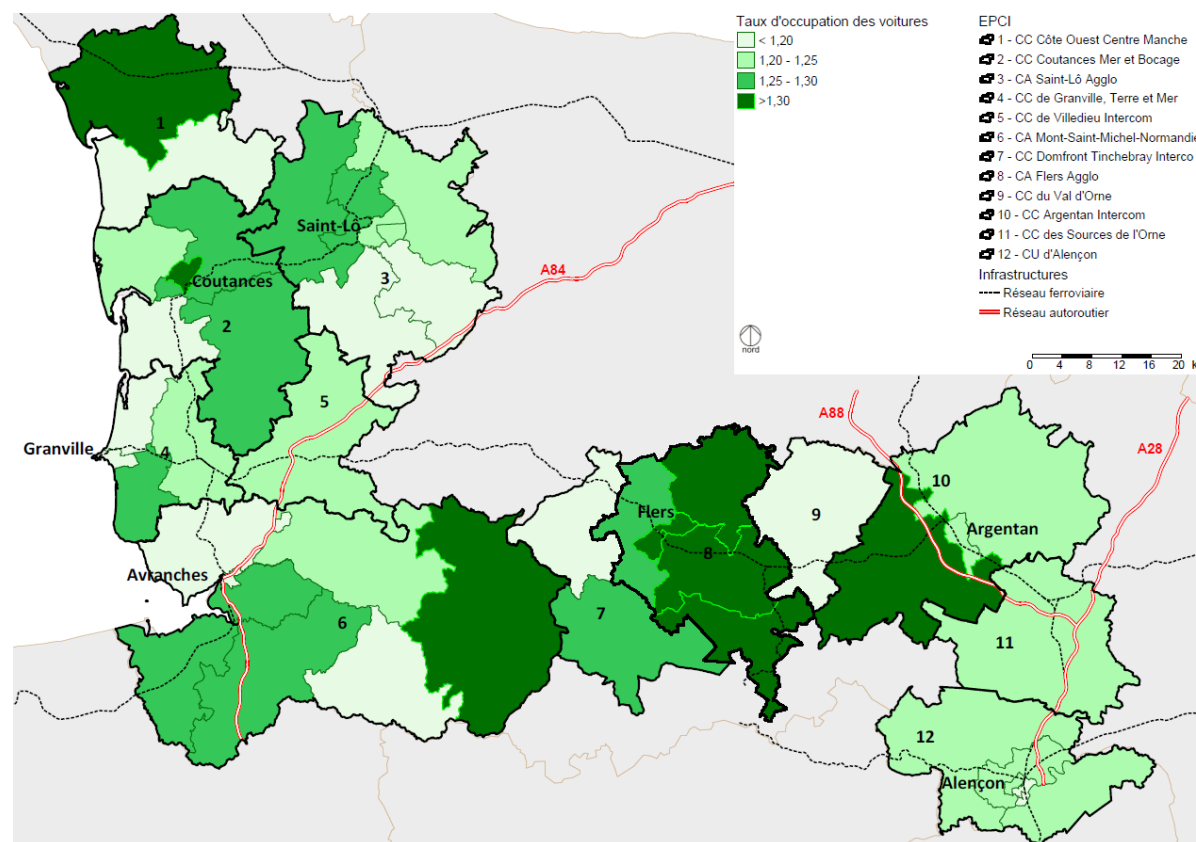 Taux d'occupation des voitures
< 1,20
1,20 - 1,25
1,25 - 1,30
>1,30
EPCI
1 - CC Côte Ouest Centre Manche
2 - CC Coutances Mer et Bocage
3 - CA Saint-Lô Agglo
4 - CC de Granville, Terre et Mer
5 - CC de Villedieu Intercom
6 - CA Mont-Saint-Michel-Normandie
7 - CC Domfront Tinchebray Interco
8 - CA Flers Agglo
9 - CC du Val d'Orne
10 - CC Argentan Intercom
11 - CC des Sources de l'Orne
12 - CU d'Alençon
Infrastructures
Réseau ferroviaire
Réseau autoroutier
nord
0 4 8 12 16 20 k
1
Saint-Lô
A84
3
Coutances
2
5
Granville
4
A88
A28
10
Flers
9
Argentan
8
Avranches
6
7
11
12
Alençon